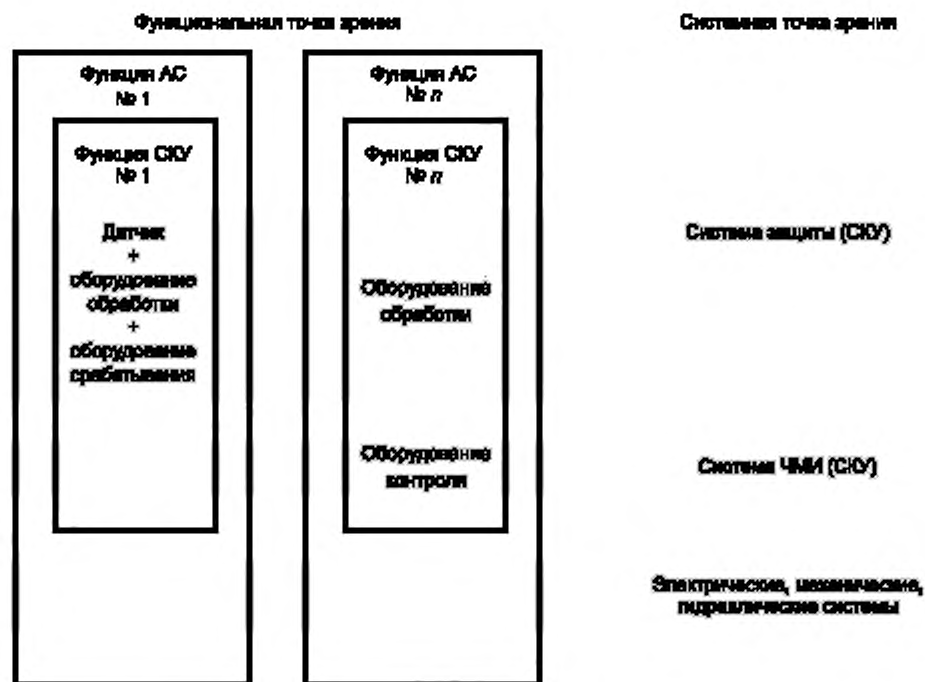 Функциональная точка зрения
Системная точка зрения
Функция АС
№ 1
Функция АС
№ n
Функция СКУ
№ 1
Функция СКУ
№ n
Датчик
+
оборудование
обработки
+
оборудование
срабатывания
Оборудование
обработки
Оборудование
контроля
Система защиты (СКУ)
Система ЧМИ (СКУ)
Электрические, механические,
гидравлические системы